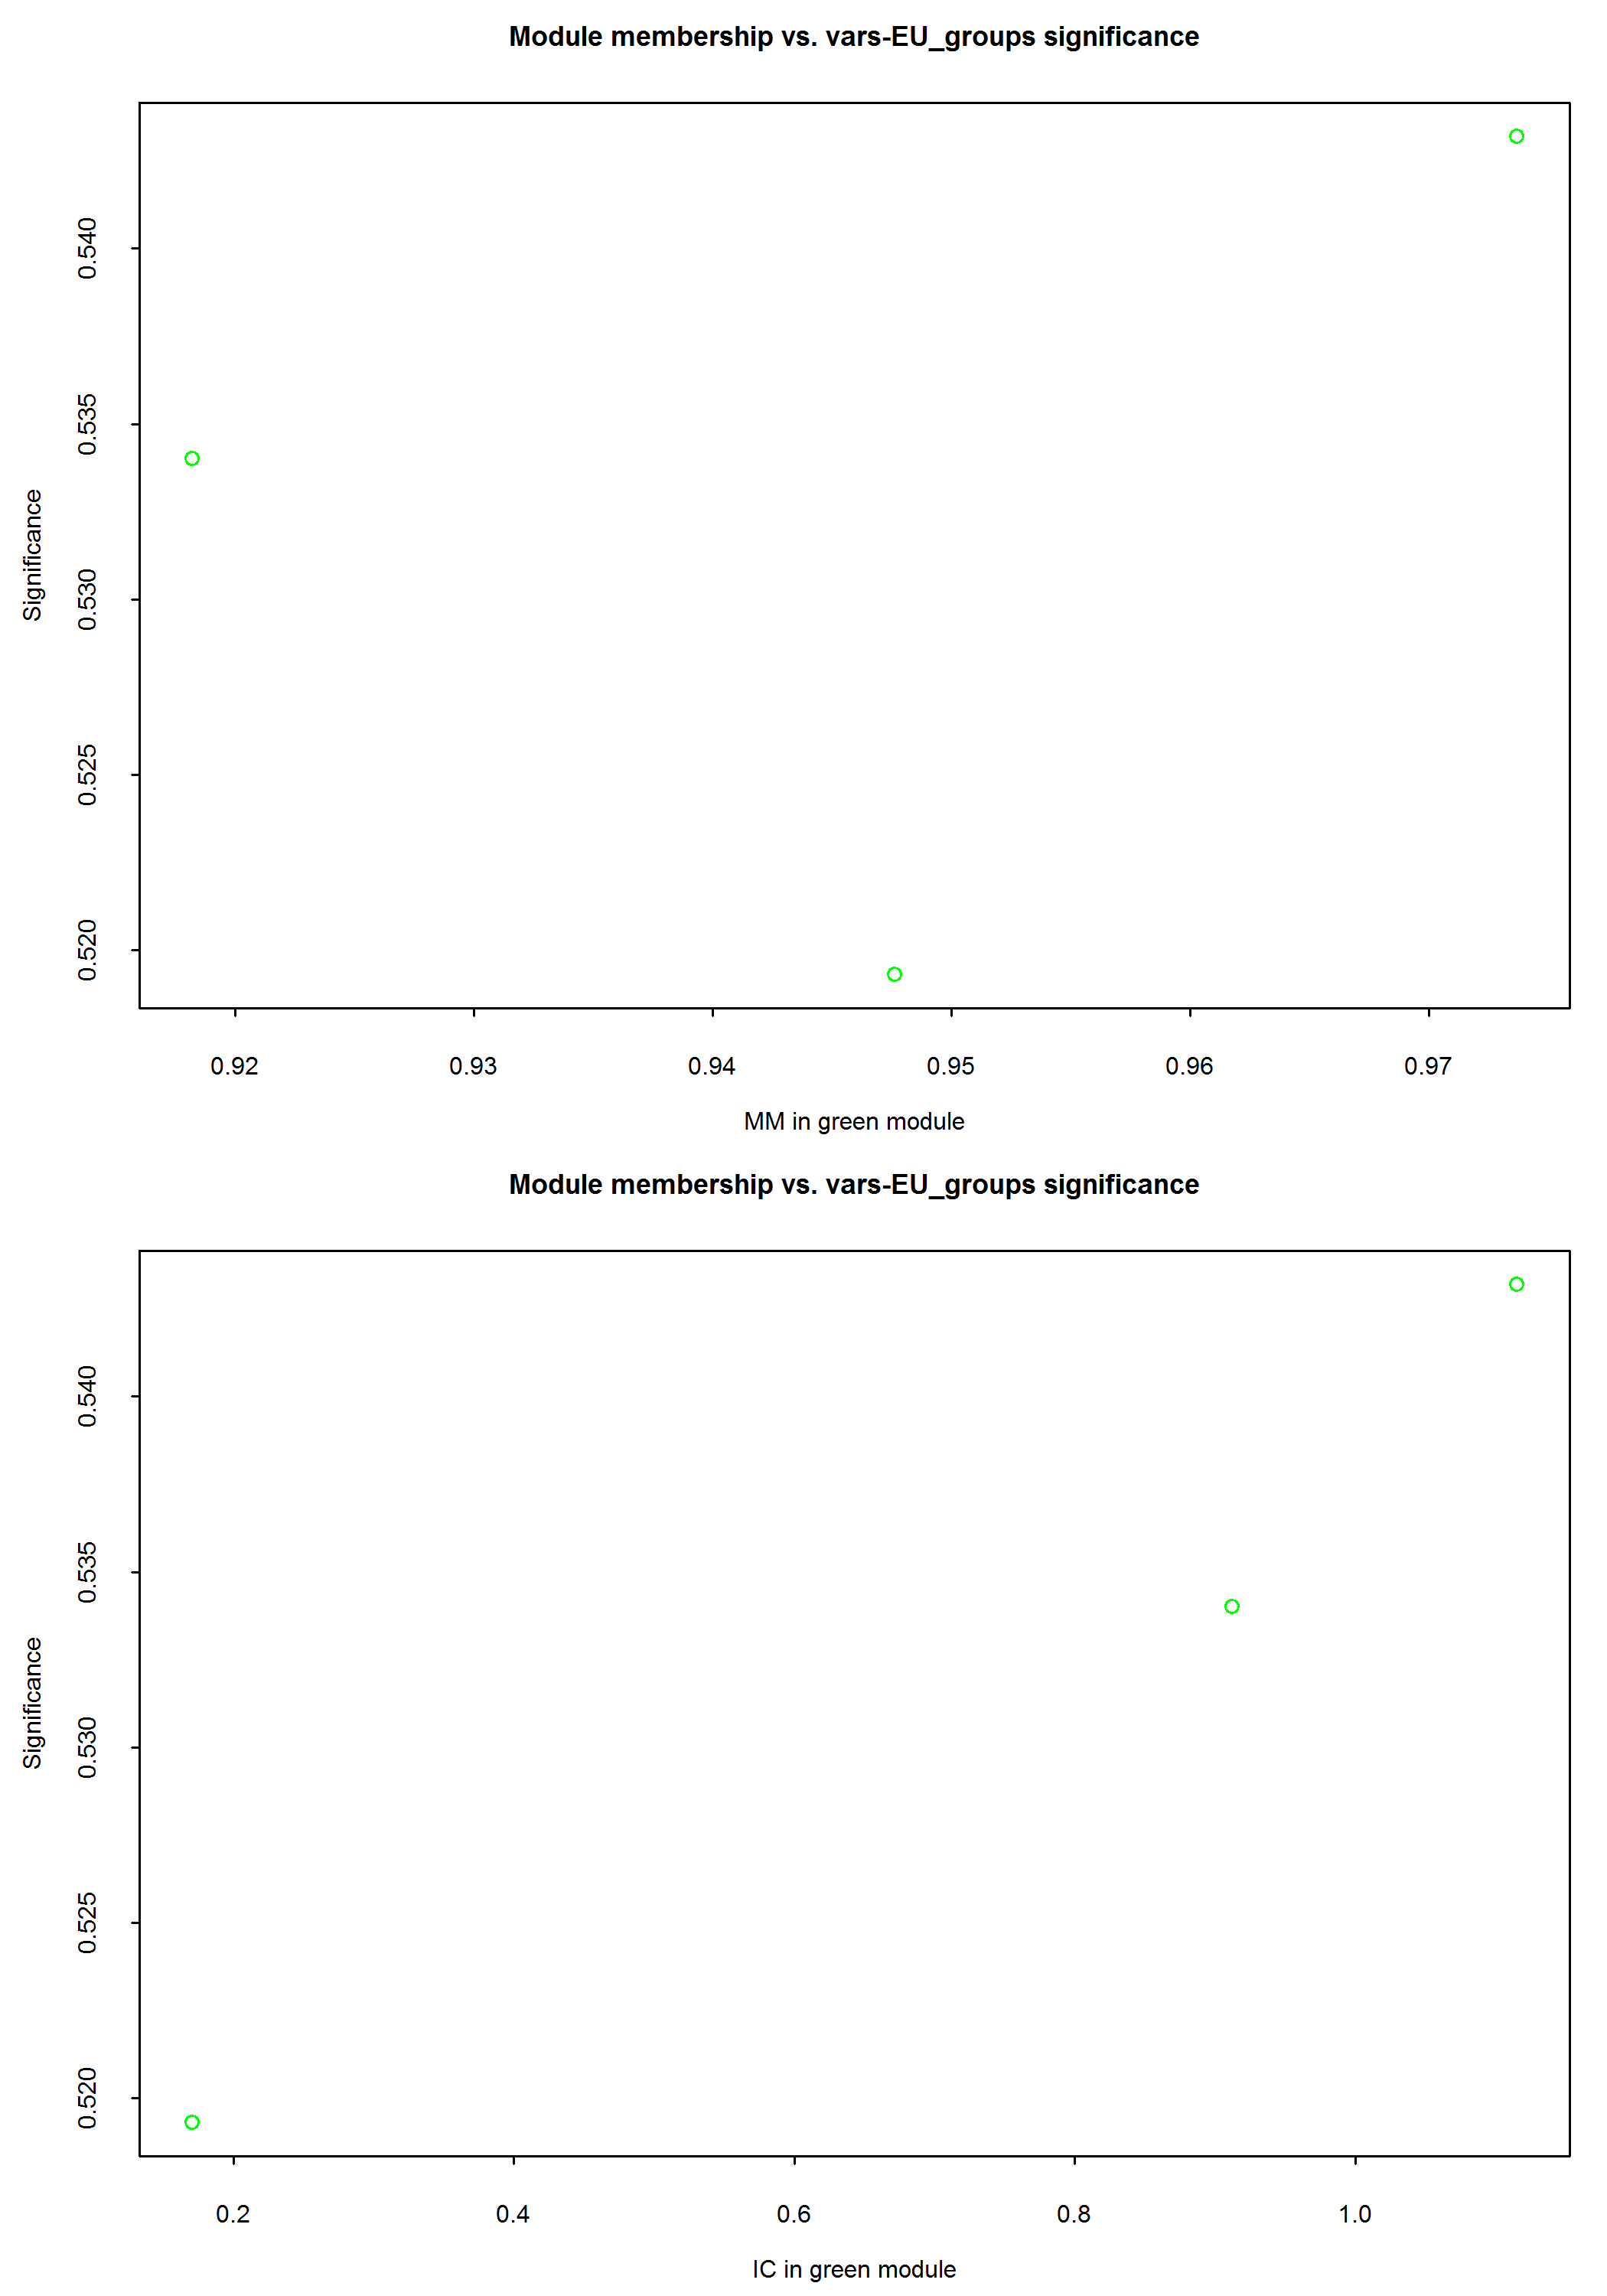 Module membership vs. vars-EU_groups significance
0.540
0.535
0.530
0.525
0.520
Significance
0.92 0.93 0.94 0.95 0.96 0.97
MM in green module
Module membership vs. vars-EU_groups significance
0.540
0.535
0.530
0.525
0.520
Significance
0.2 0.4 0.6 0.8 1.0
IC in green module